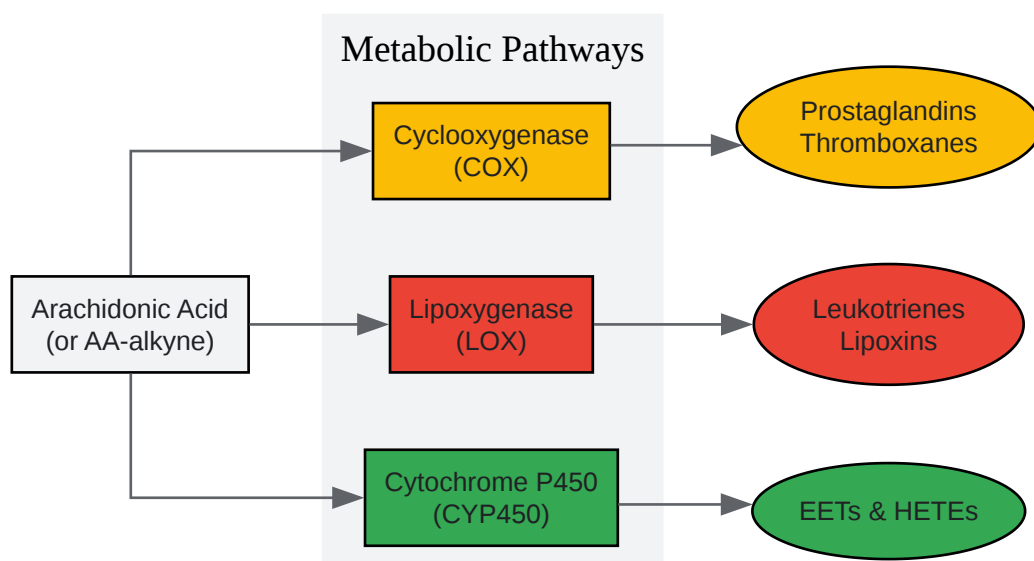 Metabolic Pathways
Cyclooxygenase
(COX)
Prostaglandins
Thromboxanes
Arachidonic Acid
(or AA-alkyne)
Lipoxygenase
(LOX)
Leukotrienes
Lipoxins
Cytochrome P450
(CYP450)
EETs & HETEs